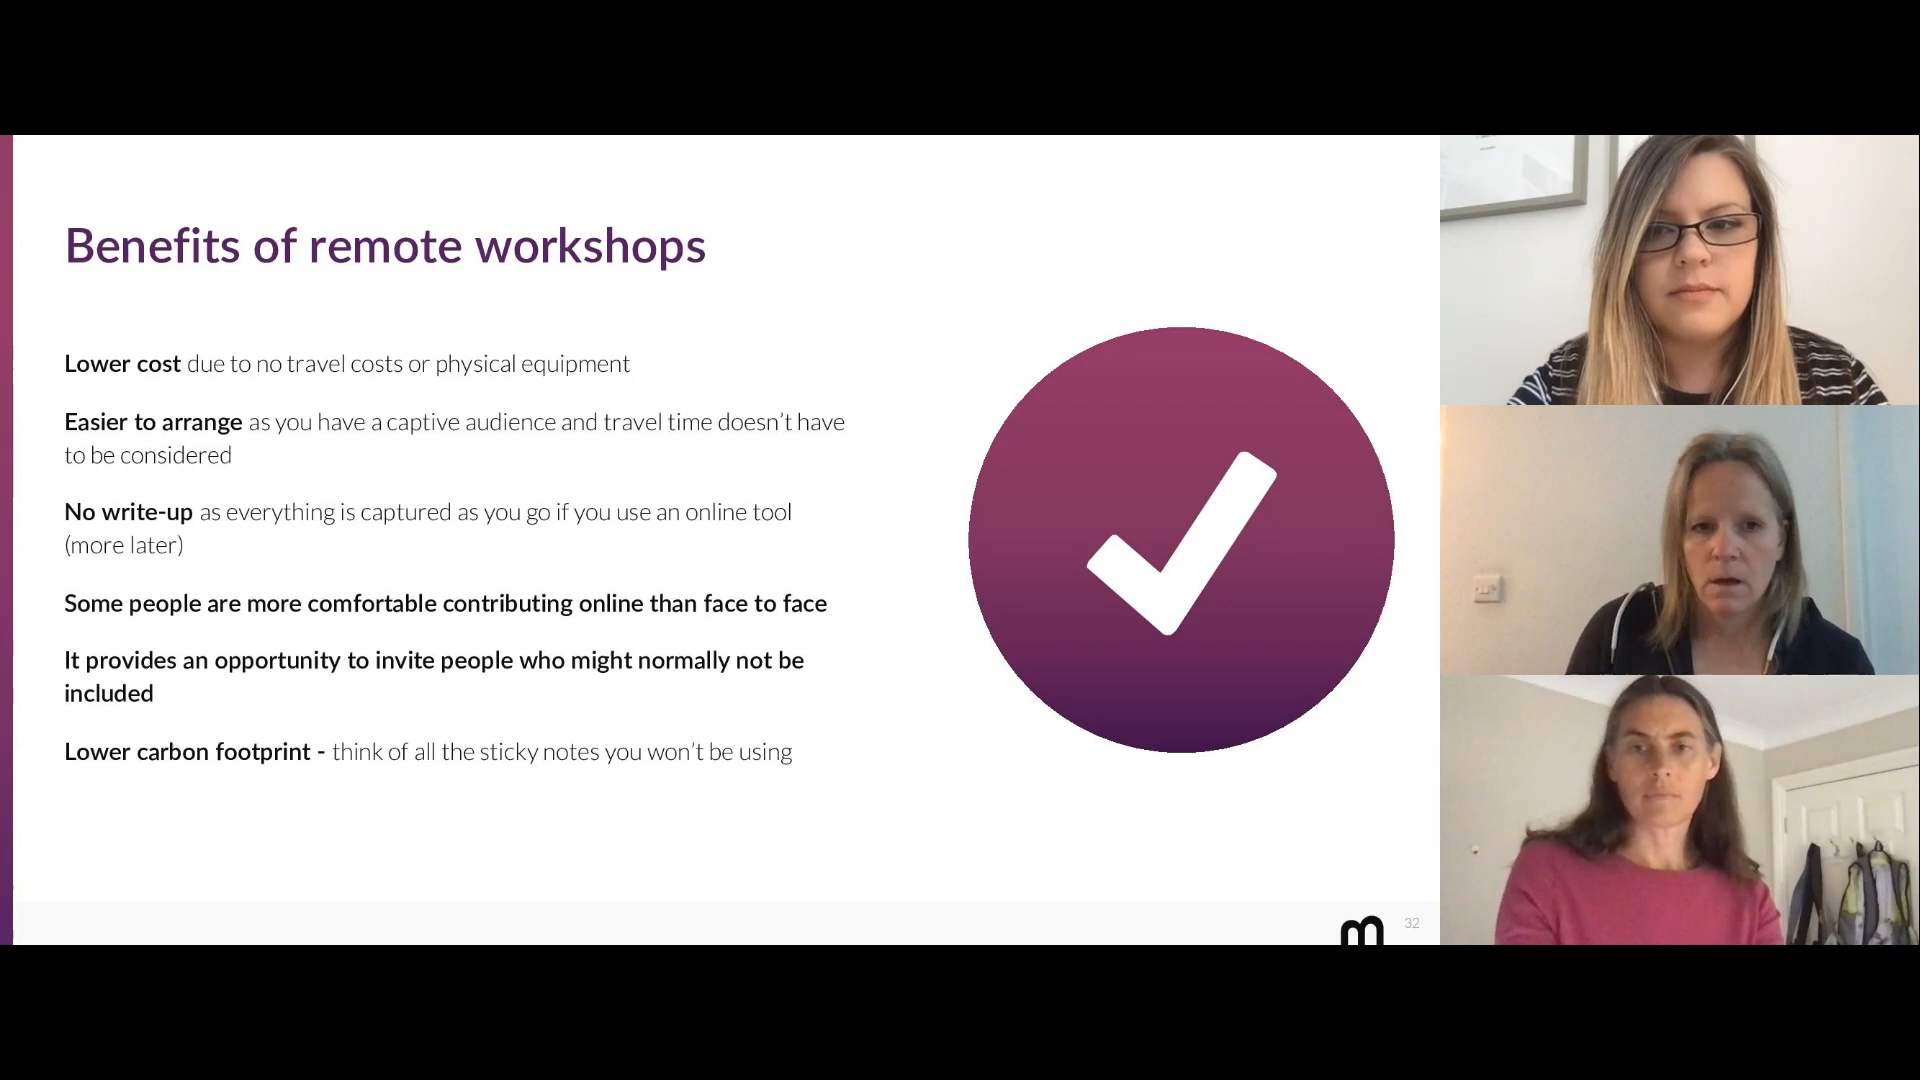 Benefits of remote workshops
Lower cost due to no travel costs or physical equipment
Easier to arrange as you have a captive audience and travel time doesn’t have
to be considered
No write-up as everything is captured as you go if you use an online tool
(more later)
Some people are more comfortable contributing online than face to face
It provides an opportunity to invite people who might normally not be
included
Lower carbon footprint - think of all the sticky notes you won’t be using
m
32